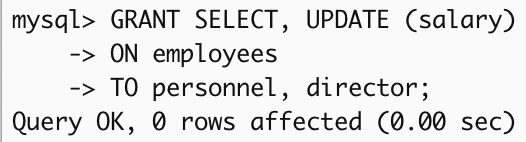 mysql> GRANT SELECT, UPDATE (salary)
    -> ON employees
    -> TO personnel, director;
Query OK, 0 rows affected (0.00 sec)